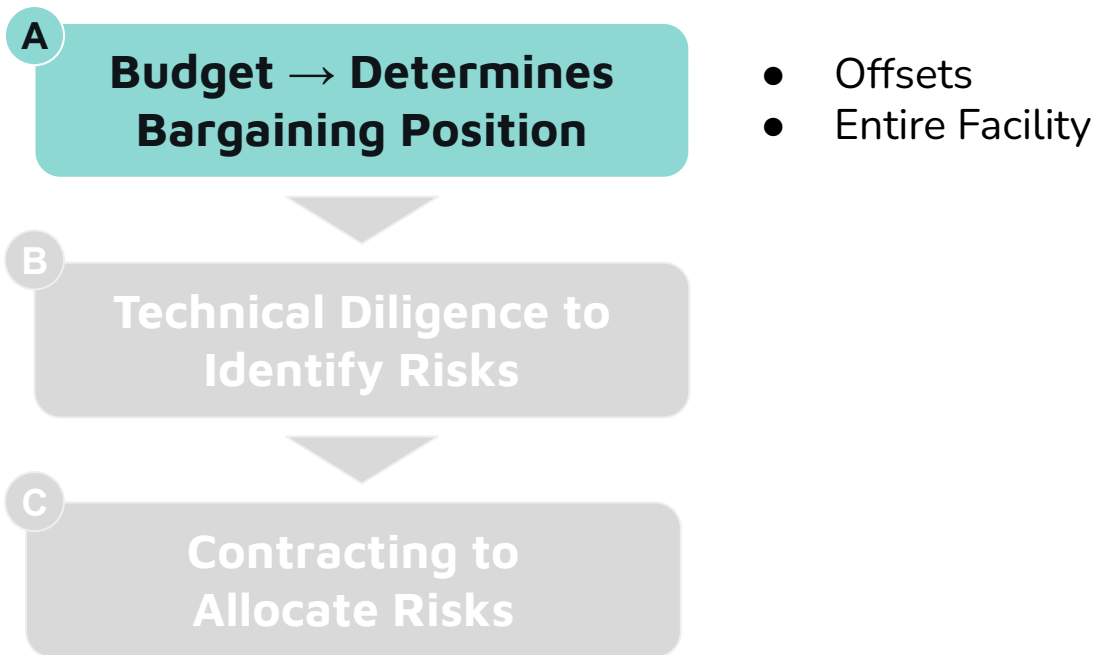 A
Budget → Determines
Bargaining Position
● Offsets
● Entire Facility
B
Technical Diligence to
Identify Risks
C
Contracting to
Allocate Risks